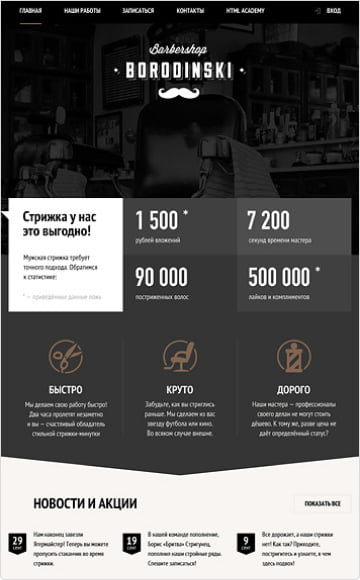 ГЛАВНАЯ НАШИ РАБОТЫ ЗАПИСАТЬСЯ КОНТАКТЫ HTML ACADEMY ВХОД
Barbershop
BORODINSKI
Стрижка у нас
это выгодно!
Мужская стрижка требует
точного подхода. Обратимся
к статистике:
* — приведённые данные ложь
1 500 *
рублей вложений
7 200
секунд времени мастера
90 000
постриженных волос
500 000 *
лайков и комплиментов
БЫСТРО
Мы делаем свою работу быстро!
Два часа пролетят незаметно
и вы — счастливый обладатель
стильной стрижки-минутки
КРУТО
Забудьте, как вы стриглись
раньше. Мы сделаем из вас
звезду футбола или кино.
Во всяком случае внешне.
ДОРОГО
Наши мастера — профессионалы
своего дела и не могут стоить
дёшево. К тому же, разве цена не
даёт определённый статус?
НОВОСТИ И АКЦИИ
ПОКАЗАТЬ ВСЕ
29
СЕНТ
Нам наконец завезли
Ягермайстер! Теперь вы можете
пропустить стаканчик во время
стрижки.
19
СЕНТ
В нашей команде пополнение,
Борис «Бритва» Стригунец,
пополнил наши стройные ряды.
Спешите записаться!
9
СЕНТ
Все дорожает, а наши стрижки
нет! Как так? Приходите,
постригитесь и узнаете, в чем
здесь подвох!